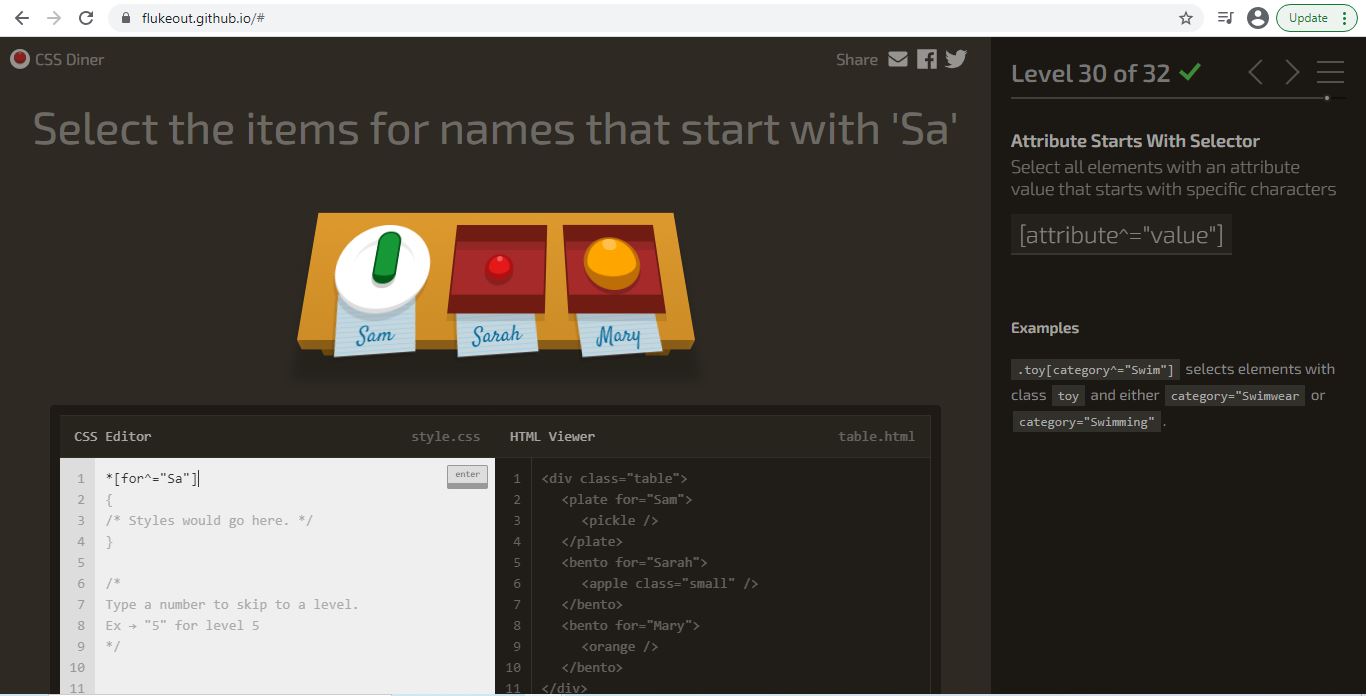 flukeout.github.io/#
Update
CSS Diner
Share
Level 30 of 32
Select the items for names that start with 'Sa'
Attribute Starts With Selector
Select all elements with an attribute
value that starts with specific characters
[attribute^="value"]
Sam
Sarah
Mary
Examples
.toy[category^="Swim"] selects elements with
class toy and either category="Swimwear or
category="Swimming".
CSS Editor
style.css
1 *[for^="Sa"]
enter
2 {
3 /* Styles would go here. */
4 }
5
6 /*
7 Type a number to skip to a level.
8 Ex → "5" for level 5
9 */
10
11
HTML Viewer
table.html
1 <div class="table">
2 <plate for="Sam">
3 <pickle />
4 </plate>
5 <bento for="Sarah">
6 <apple class="small" />
7 </bento>
8 <bento for="Mary">
9 <orange />
10 </bento>
11 </div>